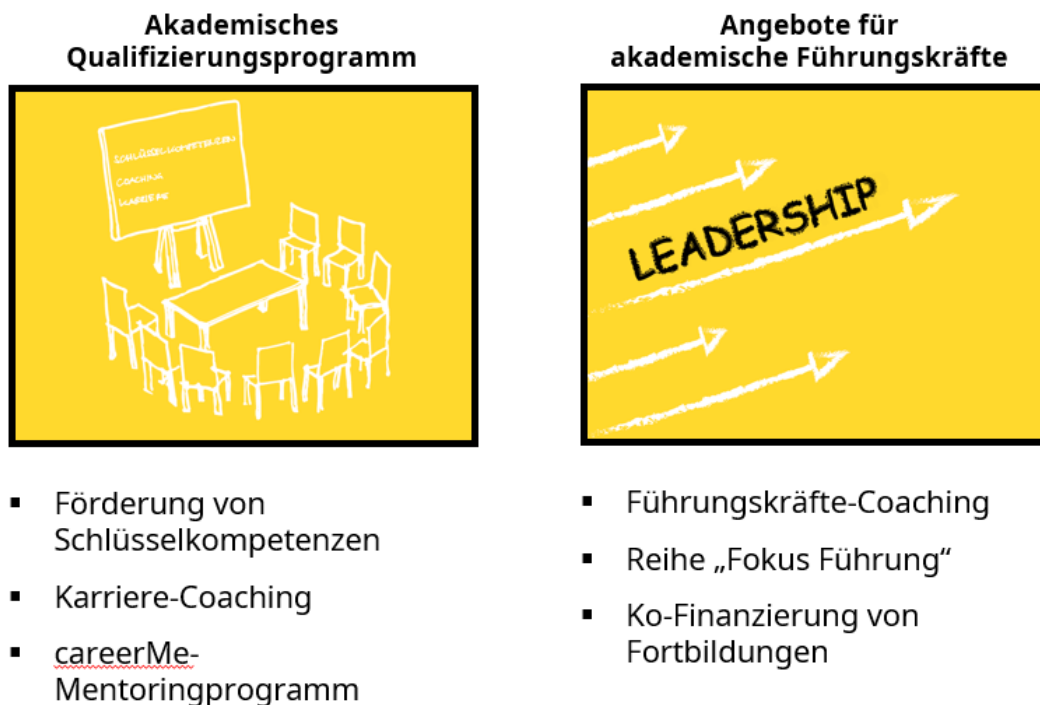 Akademisches
Qualifizierungsprogramm
SCHLÜSSELKOMPETENZEN
COACHING
KARRIERE
▪ Förderung von
Schlüsselkompetenzen
▪ Karriere-Coaching
▪ careerMe-
Mentoringprogramm
Angebote für
akademische Führungskräfte
LEADERSHIP
▪ Führungskräfte-Coaching
▪ Reihe „Fokus Führung“
▪ Ko-Finanzierung von
Fortbildungen